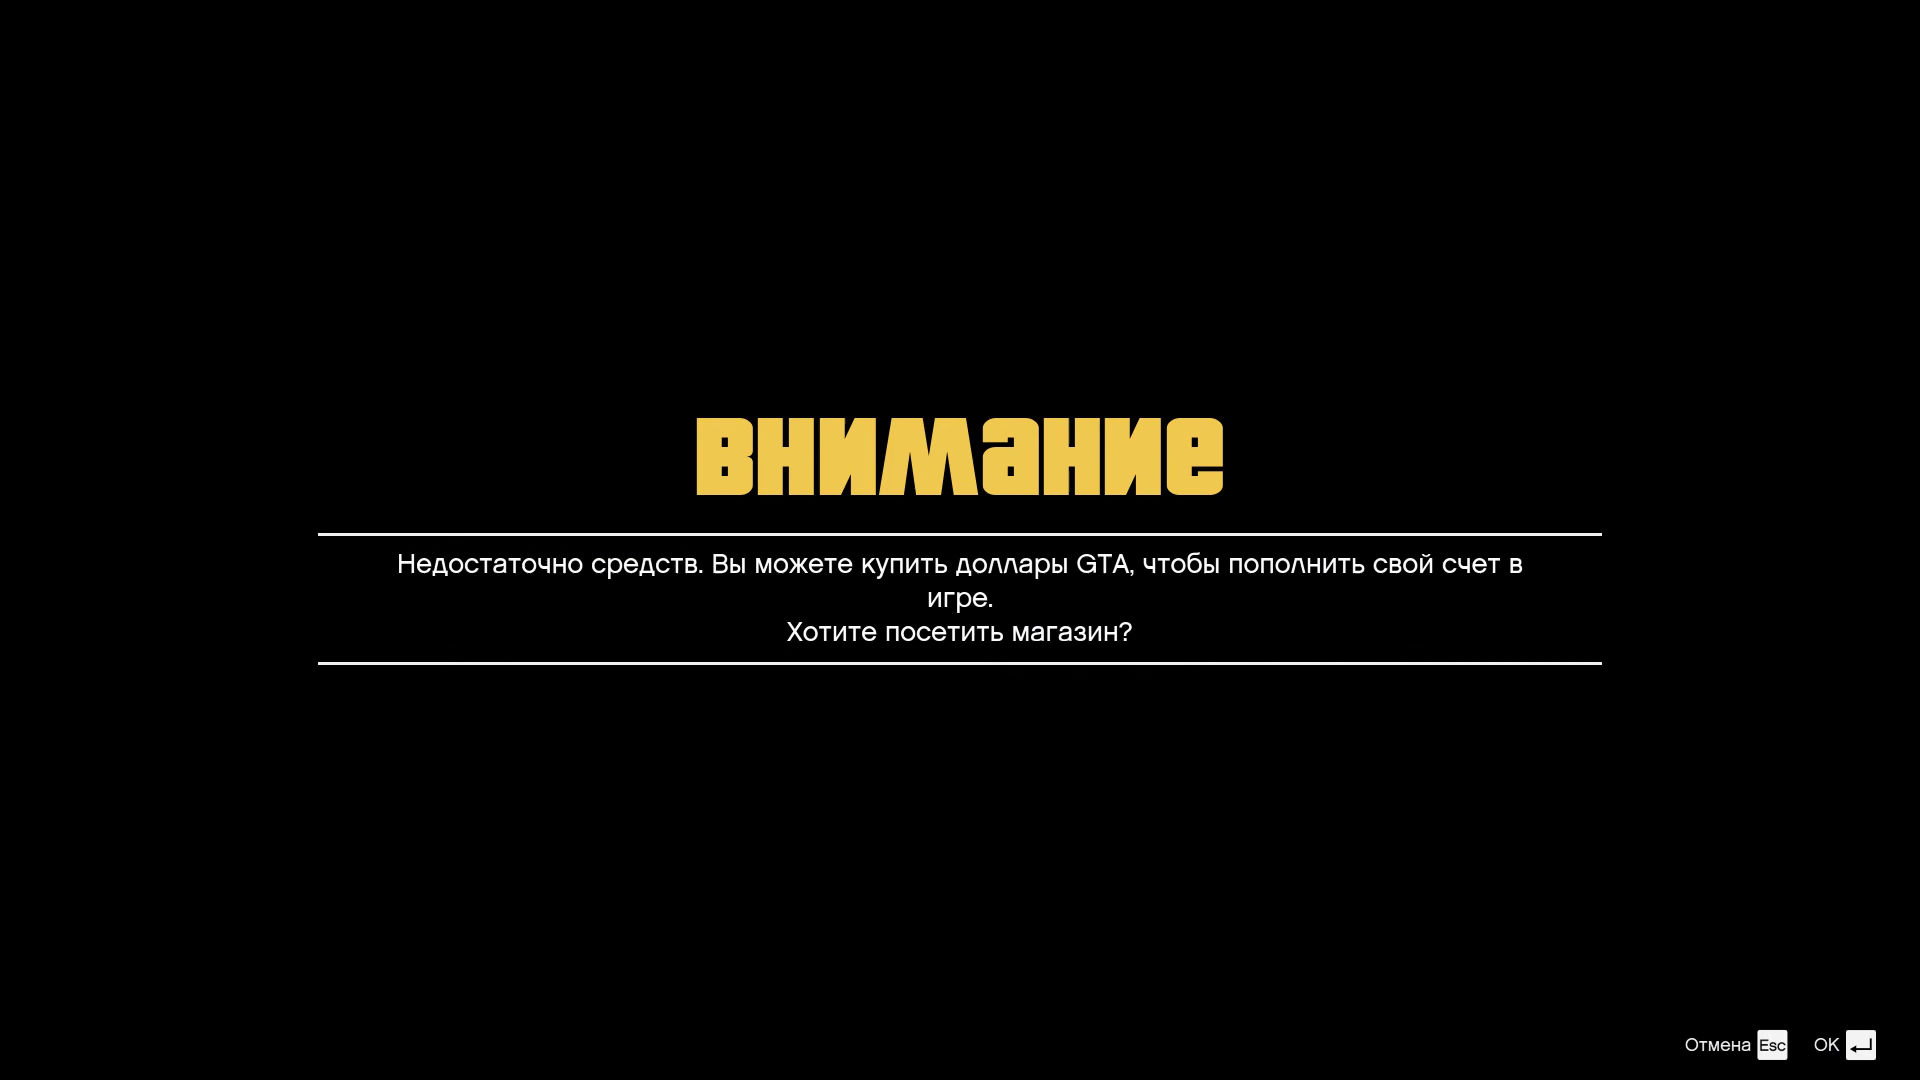 внимание
Недостаточно средств. Вы можете купить доллары GTA, чтобы пополнить свой счет в
игре.
Хотите посетить магазин?
Отмена Esc OK